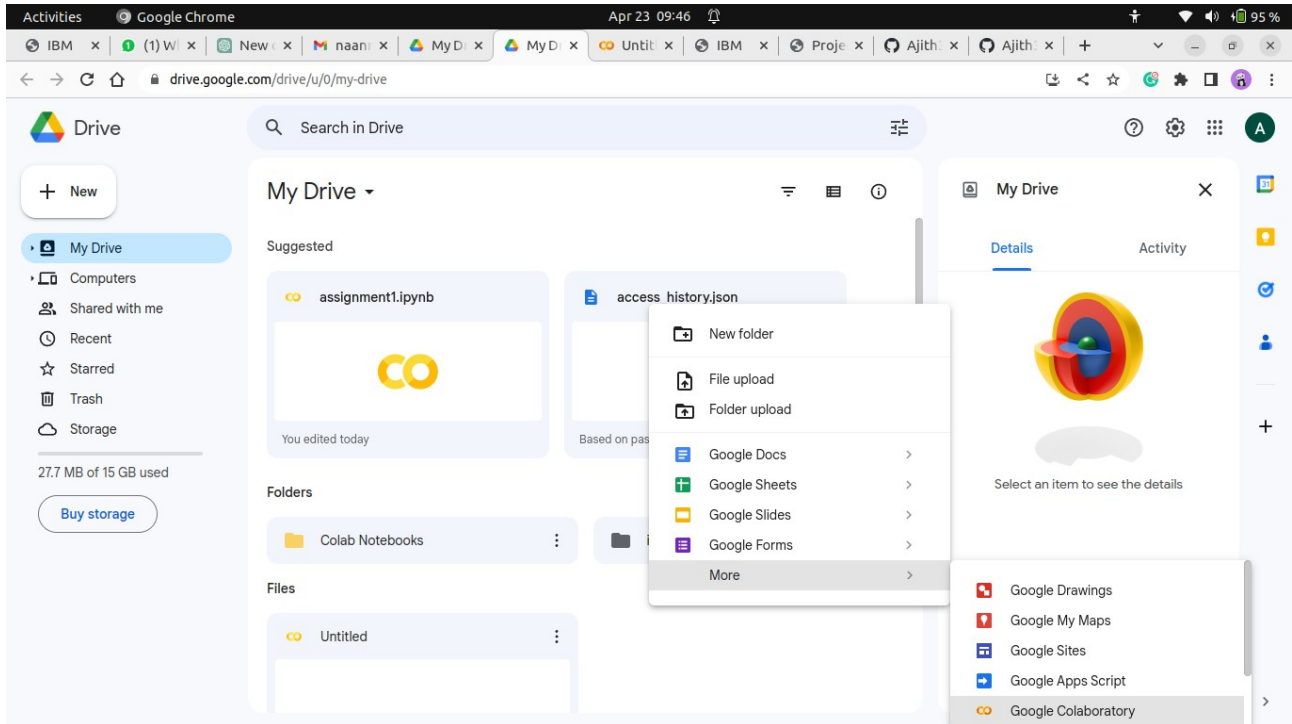 Activities Google Chrome Apr 23 09:46 95 %
IBM (1) W New naan My D My D Untit IBM Proje Ajith Ajith
drive.google.com/drive/u/0/my-drive
Drive
Search in Drive
A
New
My Drive
Computers
Shared with me
Recent
Starred
Trash
Storage
27.7 MB of 15 GB used
Buy storage
My Drive
Suggested
assignment1.ipynb
You edited today
access_history.json
Based on pas
Folders
Colab Notebooks
Files
Untitled
New folder
File upload
Folder upload
Google Docs
Google Sheets
Google Slides
Google Forms
More
Google Drawings
Google My Maps
Google Sites
Google Apps Script
Google Colaboratory
My Drive
Details Activity
Select an item to see the details
31